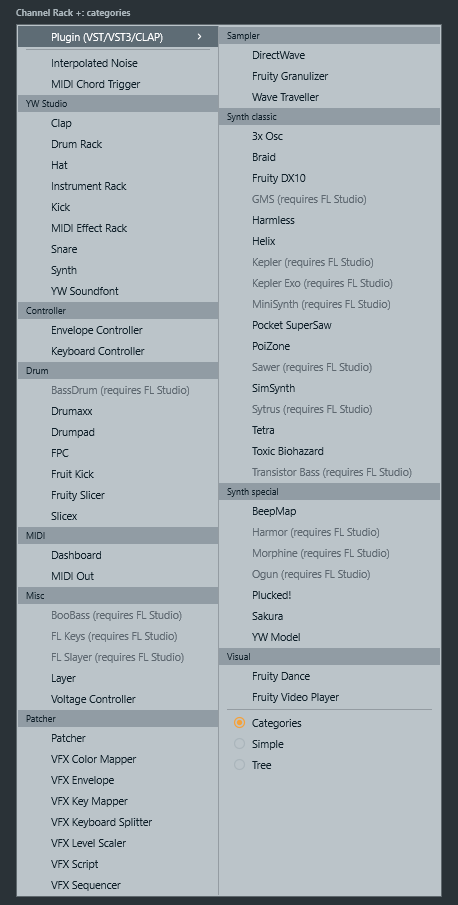 Channel Rack +: categories
Plugin (VST/VST3/CLAP)
Interpolated Noise
MIDI Chord Trigger
YW Studio
Clap
Drum Rack
Hat
Instrument Rack
Kick
MIDI Effect Rack
Snare
Synth
YW Soundfont
Controller
Envelope Controller
Keyboard Controller
Drum
BassDrum (requires FL Studio)
Drumaxx
Drumpad
FPC
Fruit Kick
Fruity Slicer
Slicex
MIDI
Dashboard
MIDI Out
Misc
BooBass (requires FL Studio)
FL Keys (requires FL Studio)
FL Slayer (requires FL Studio)
Layer
Voltage Controller
Patcher
Patcher
VFX Color Mapper
VFX Envelope
VFX Key Mapper
VFX Keyboard Splitter
VFX Level Scaler
VFX Script
VFX Sequencer
Sampler
DirectWave
Fruity Granulizer
Wave Traveller
Synth classic
3x Osc
Braid
Fruity DX10
GMS (requires FL Studio)
Harmless
Helix
Kepler (requires FL Studio)
Kepler Exo (requires FL Studio)
MiniSynth (requires FL Studio)
Pocket SuperSaw
PoiZone
Sawer (requires FL Studio)
SimSynth
Sytrus (requires FL Studio)
Tetra
Toxic Biohazard
Transistor Bass (requires FL Studio)
Synth special
BeepMap
Harmor (requires FL Studio)
Morphine (requires FL Studio)
Ogun (requires FL Studio)
Plucked!
Sakura
YW Model
Visual
Fruity Dance
Fruity Video Player
Categories
Simple
Tree